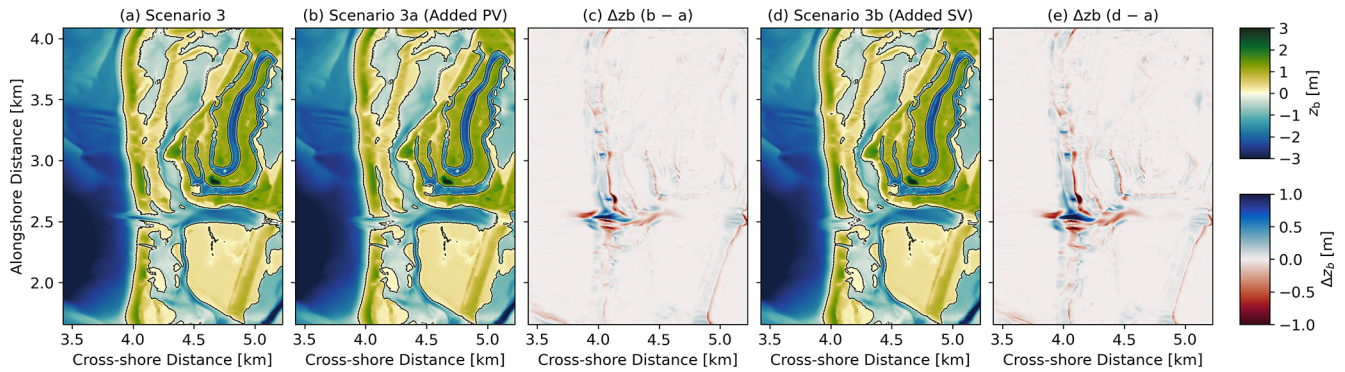 (a) Scenario 3
(b) Scenario 3a (Added PV)
(c) Δzb (b − a)
(d) Scenario 3b (Added SV)
(e) Δzb (d − a)
Alongshore Distance [km]
4.0
3.5
3.0
2.5
2.0
3.5 4.0 4.5 5.0
Cross-shore Distance [km]
3.5 4.0 4.5 5.0
Cross-shore Distance [km]
3.5 4.0 4.5 5.0
Cross-shore Distance [km]
3.5 4.0 4.5 5.0
Cross-shore Distance [km]
3.5 4.0 4.5 5.0
Cross-shore Distance [km]
3
2
1
0
−1
−2
−3
zb [m]
1.0
0.5
0.0
−0.5
−1.0
Δzb [m]